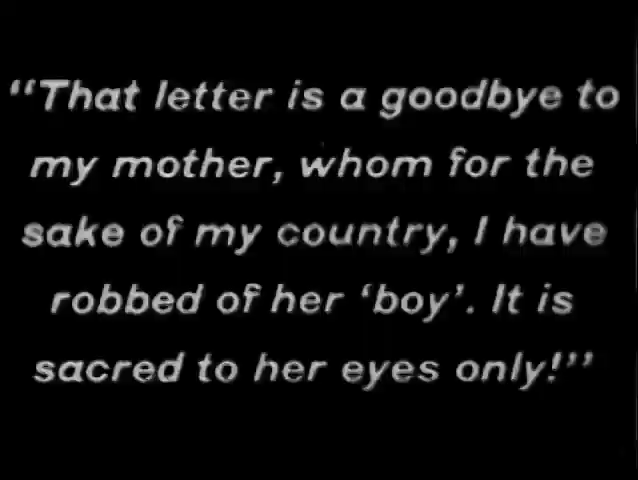 "That letter is a goodbye to
my mother, whom for the
sake of my country, I have
robbed of her 'boy'. It is
sacred to her eyes only!"